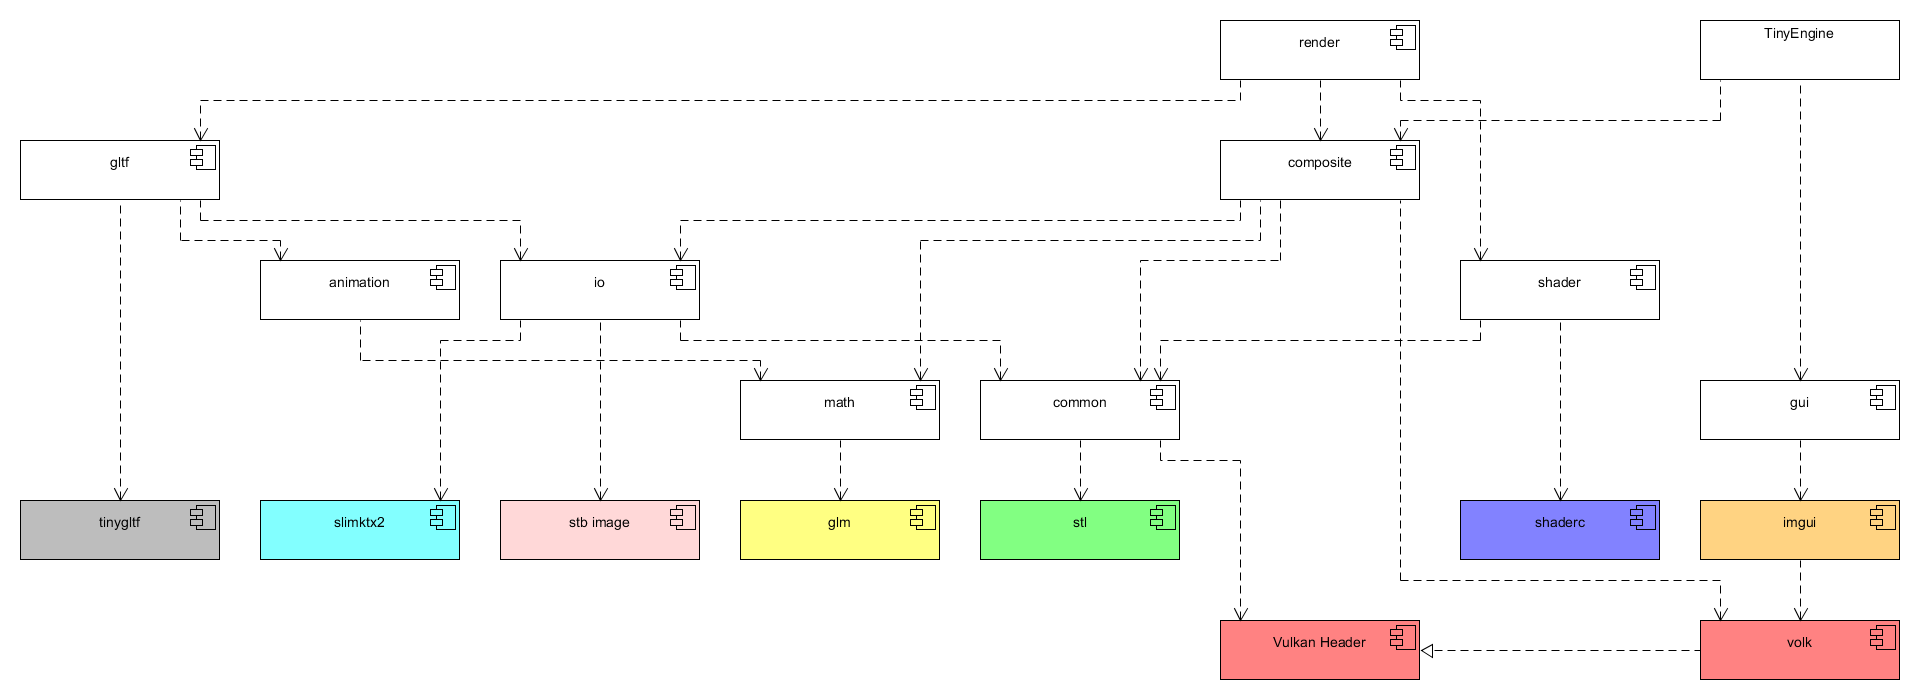 render
TinyEngine
gltf
composite
animation
io
shader
math
common
gui
tinygltf
slimktx2
stb image
glm
stl
shaderc
imgui
Vulkan Header
volk